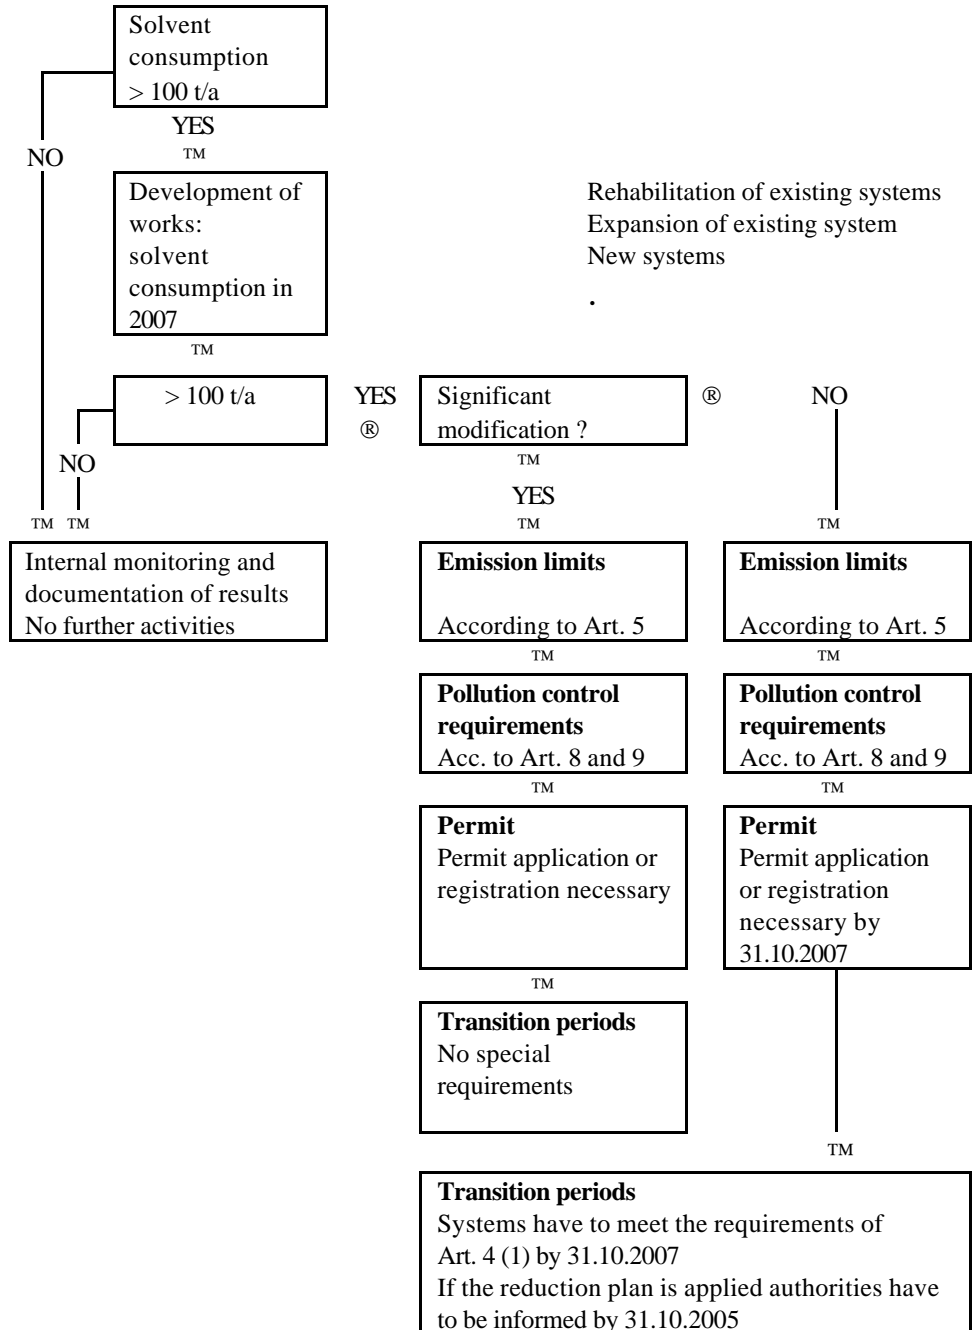 Solvent
consumption
> 100 t/a
YES
NO
™
Development of
works:
solvent
consumption in
2007
Rehabilitation of existing systems
Expansion of existing system
New systems
.
™
> 100 t/a
YES
®
Significant
modification ?
®
NO
NO
™
YES
™ ™
™
™
Internal monitoring and
documentation of results
No further activities
Emission limits
According to Art. 5
Emission limits
According to Art. 5
™
™
Pollution control
requirements
Acc. to Art. 8 and 9
Pollution control
requirements
Acc. to Art. 8 and 9
™
™
Permit
Permit application or
registration necessary
Permit
Permit application
or registration
necessary by
31.10.2007
™
Transition periods
No special
requirements
™
Transition periods
Systems have to meet the requirements of
Art. 4 (1) by 31.10.2007
If the reduction plan is applied authorities have
to be informed by 31.10.2005